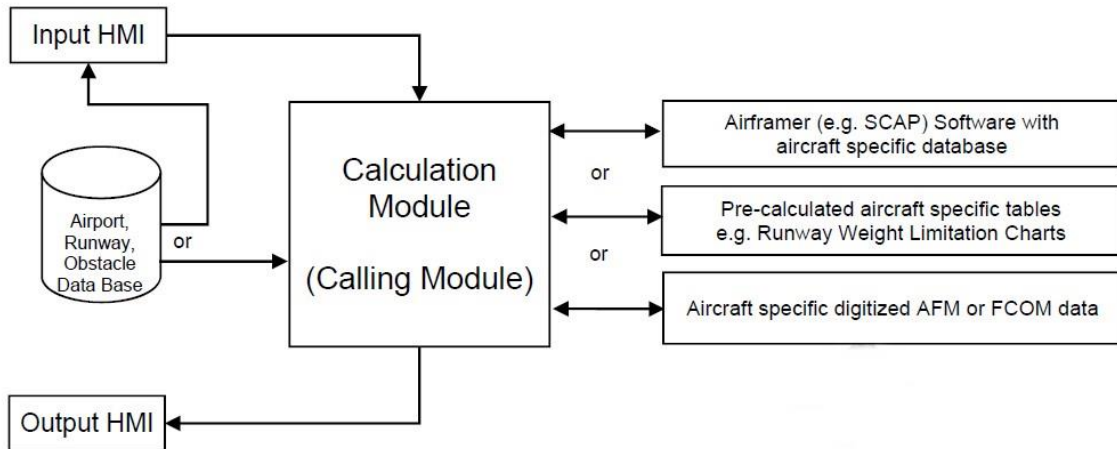 Input HMI
Airport,
Runway,
Obstacle
Data Base
or
Calculation
Module
(Calling Module)
Airframer (e.g. SCAP) Software with
aircraft specific database
or
Pre-calculated aircraft specific tables
e.g. Runway Weight Limitation Charts
or
Aircraft specific digitized AFM or FCOM data
Output HMI